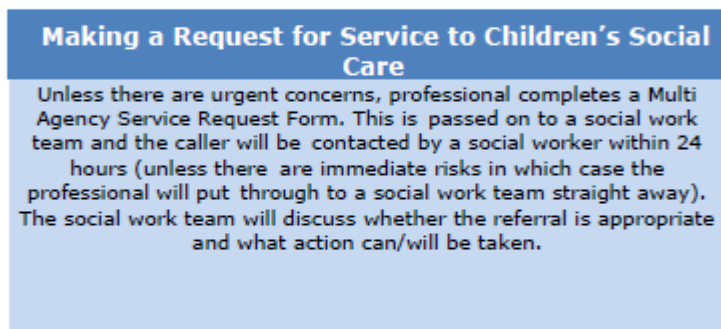 Making a Request for Service to Children’s Social
Care
Unless there are urgent concerns, professional completes a Multi
Agency Service Request Form. This is passed on to a social work
team and the caller will be contacted by a social worker within 24
hours (unless there are immediate risks in which case the
professional will put through to a social work team straight away).
The social work team will discuss whether the referral is appropriate
and what action can/will be taken.